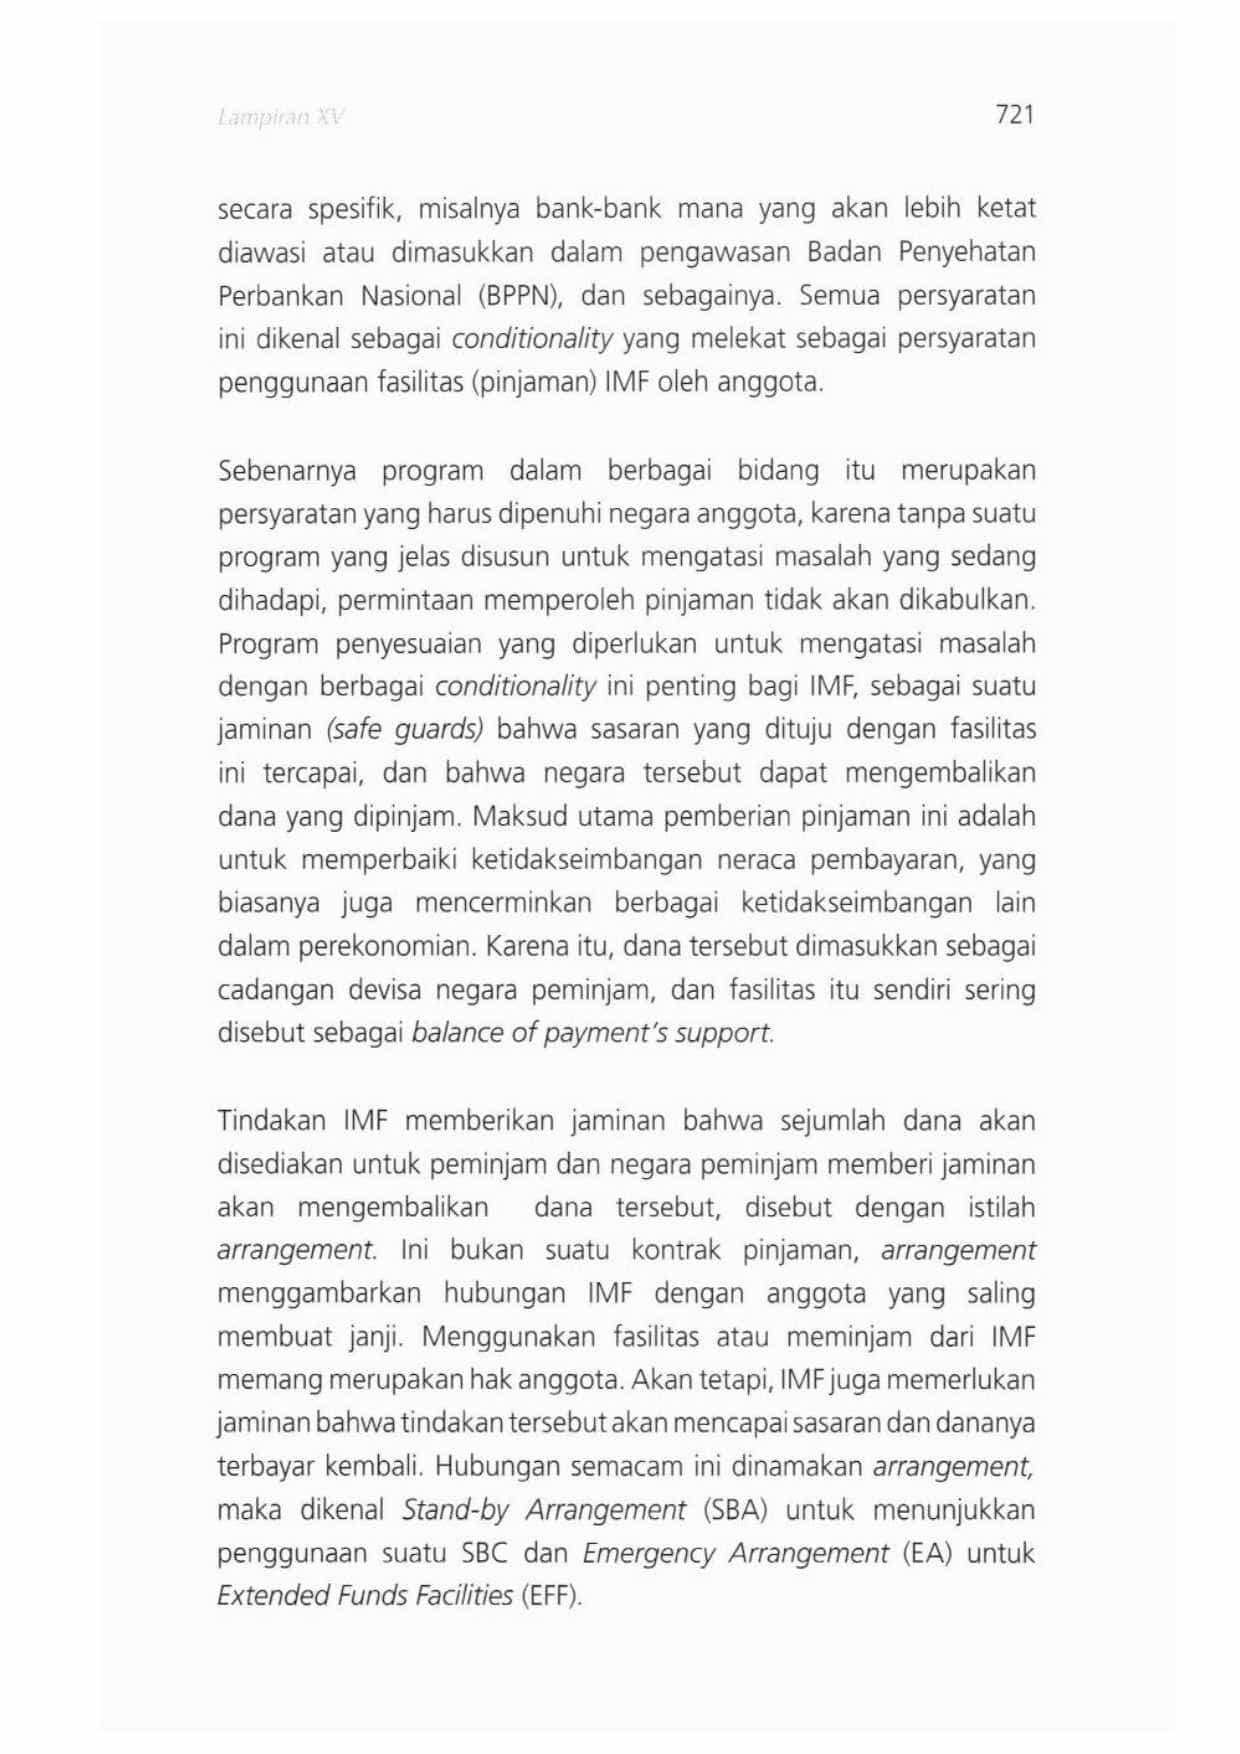 Lampiran XV 721
secara spesifik, misalnya bank-bank mana yang akan lebih ketat
diawasi atau dimasukkan dalam pengawasan Badan Penyehatan
Perbankan Nasional (BPPN), dan sebagainya. Semua persyaratan
ini dikenal sebagai conditionality yang melekat sebagai persyaratan
penggunaan fasilitas (pinjaman) IMF oleh anggota.
Sebenarnya program dalam berbagai bidang itu merupakan
persyaratan yang harus dipenuhi negara anggota, karena tanpa suatu
program yang jelas disusun untuk mengatasi masalah yang sedang
dihadapi, permintaan memperoleh pinjaman tidak akan dikabulkan.
Program penyesuaian yang diperlukan untuk mengatasi masalah
dengan berbagai conditionality ini penting bagi IMF, sebagai suatu
jaminan (safe guards) bahwa sasaran yang dituju dengan fasilitas
ini tercapai, dan bahwa negara tersebut dapat mengembalikan
dana yang dipinjam. Maksud utama pemberian pinjaman ini adalah
untuk memperbaiki ketidakseimbangan neraca pembayaran, yang
biasanya juga mencerminkan berbagai ketidakseimbangan lain
dalam perekonomian. Karena itu, dana tersebut dimasukkan sebagai
cadangan devisa negara peminjam, dan fasilitas itu sendiri sering
disebut sebagai balance of payment's support.
Tindakan IMF memberikan jaminan bahwa sejumlah dana akan
disediakan untuk peminjam dan negara peminjam memberi jaminan
akan mengembalikan dana tersebut, disebut dengan istilah
arrangement. Ini bukan suatu kontrak pinjaman, arrangement
menggambarkan hubungan IMF dengan anggota yang saling
membuat janji. Menggunakan fasilitas atau meminjam dari IMF
memang merupakan hak anggota. Akan tetapi, IMF juga memerlukan
jaminan bahwa tindakan tersebut akan mencapai sasaran dan dananya
terbayar kembali. Hubungan semacam ini dinamakan arrangement,
maka dikenal Stand-by Arrangement (SBA) untuk menunjukkan
penggunaan suatu SBC dan Emergency Arrangement (EA) untuk
Extended Funds Facilities (EFF).